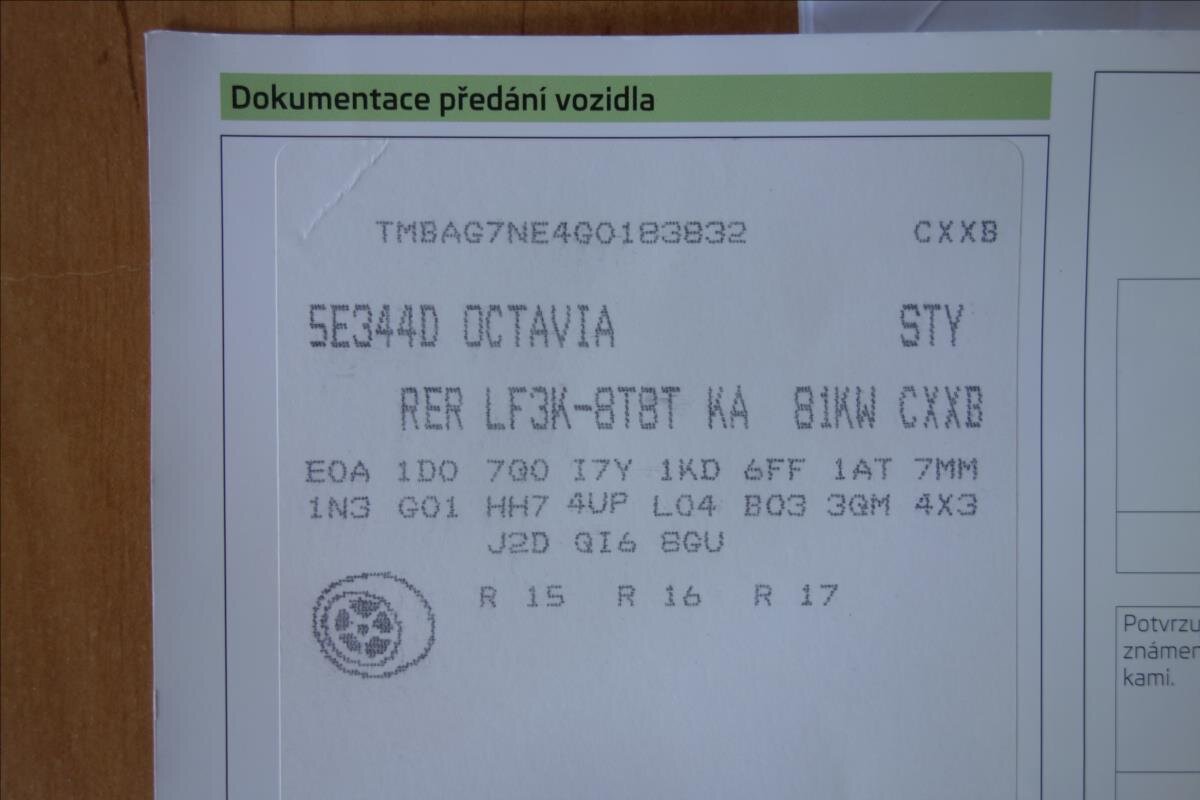 Dokumentace předání vozidla
TMBAG7NE4G0183832 CXXB
5E344D OCTAVIA STY
RER LF3K-8T8T KA 81KW CXXB
E0A 1D0 7Q0 I7Y 1KD 6FF 1AT 7MM
1N3 G01 HH7 4UP L04 B03 3QM 4X3
J2D QI6 8GU
R 15 R 16 R 17
Potvrzu
známen
kami.